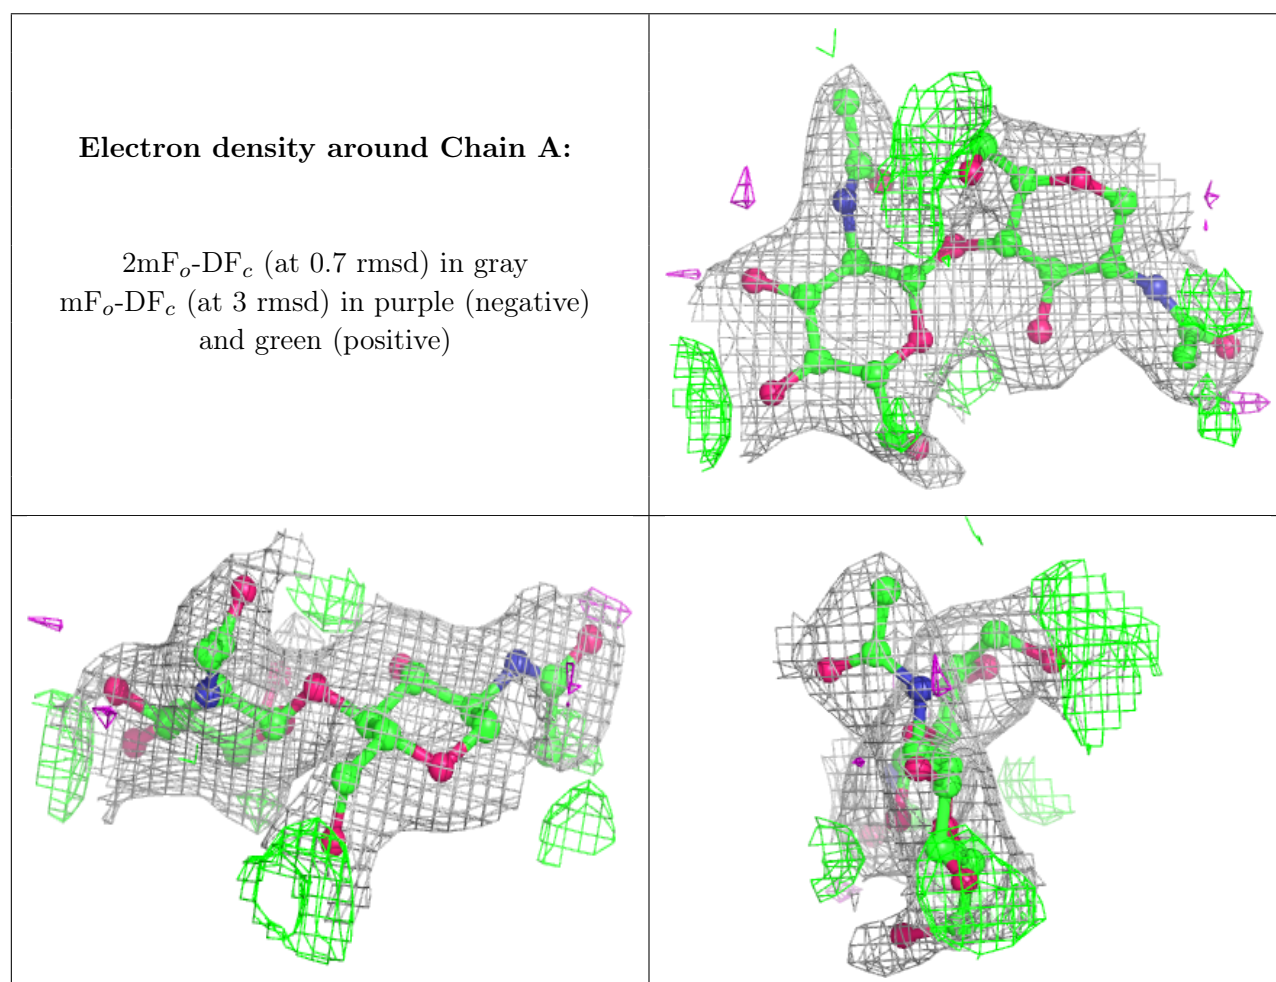 Electron density around Chain A:
2mFₒ-DF𝒸 (at 0.7 rmsd) in gray
mFₒ-DF𝒸 (at 3 rmsd) in purple (negative)
and green (positive)